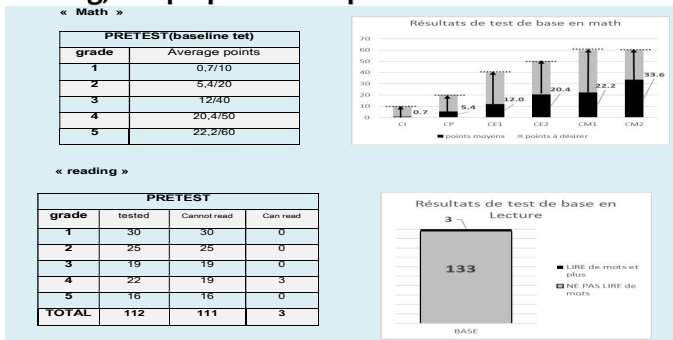 « Math »
PRETEST(baseline tet)
grade Average points
1 0,7/10
2 5,4/20
3 12/40
4 20,4/50
5 22,2/60
Résultats de test de base en math
70
60
50
40
30
20
10
0
0.7
5.4
12.0
20.4
22.2
33.6
CI CP CE1 CE2 CM1 CM2
points moyens points à désirer
« reading »
PRETEST
grade tested Cannot read Can read
1 30 30 0
2 25 25 0
3 19 19 0
4 22 19 3
5 16 16 0
TOTAL 112 111 3
Résultats de test de base en
Lecture
3
133
LIRE de mots et
plus
NE PAS LIRE de
mots
BASE